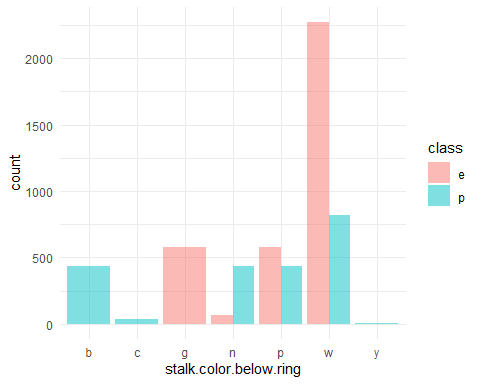 2000
1500
1000
500
0
count
b c g n p w y
stalk.color.below.ring
class
e
p